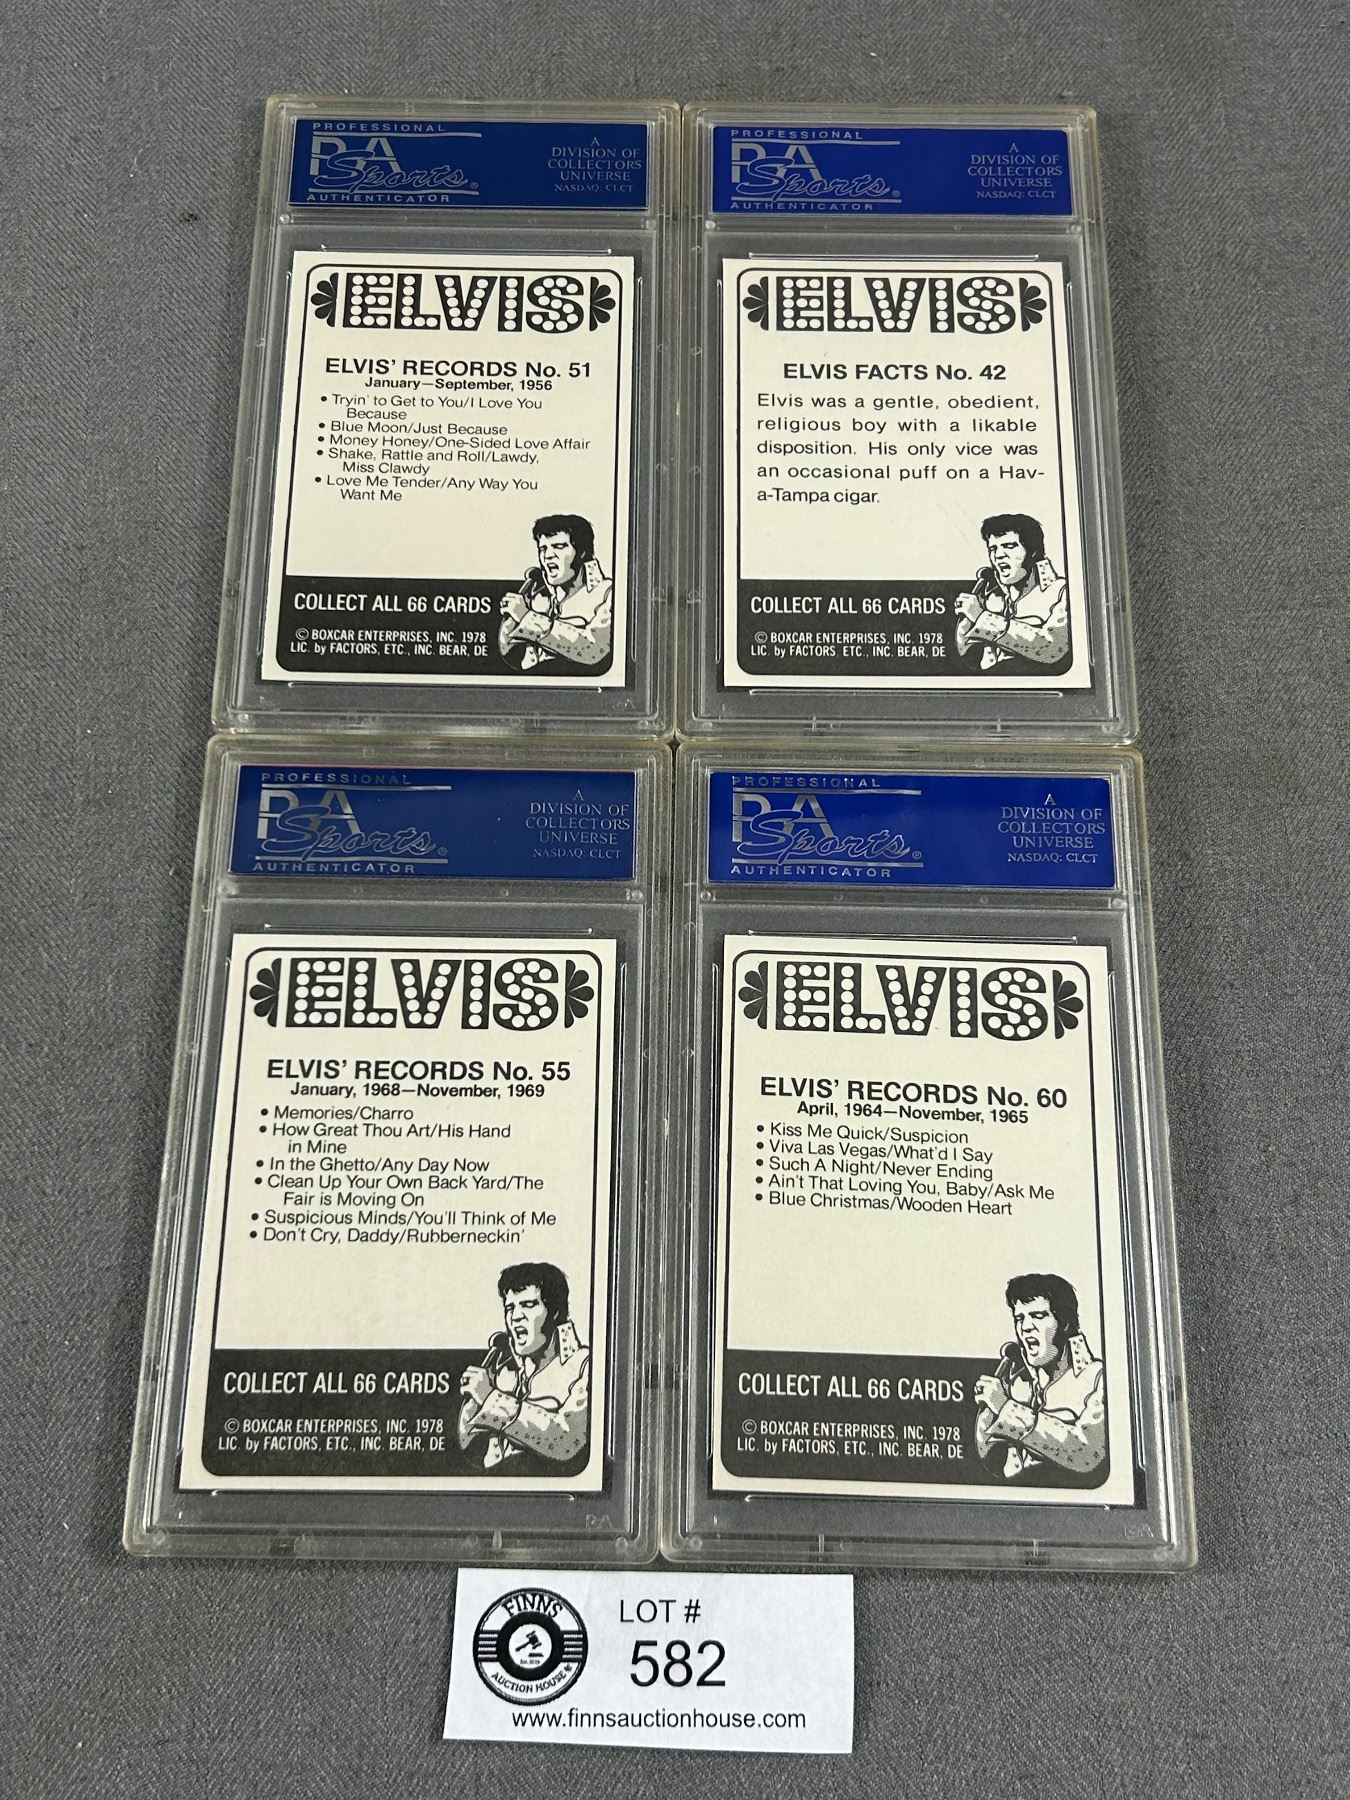 PROFESSIONAL
PSA
Sports®
AUTHENTICATOR
A
DIVISION OF
COLLECTORS
UNIVERSE
NASDAQ: CLCT
ELVIS
ELVIS' RECORDS No. 51
January—September, 1956
• Tryin' to Get to You/I Love You
Because
• Blue Moon/Just Because
• Money Honey/One-Sided Love Affair
• Shake, Rattle and Roll/Lawdy,
Miss Clawdy
• Love Me Tender/Any Way You
Want Me
COLLECT ALL 66 CARDS
© BOXCAR ENTERPRISES, INC. 1978
LIC. by FACTORS, ETC., INC. BEAR, DE
PROFESSIONAL
PSA
Sports®
AUTHENTICATOR
A
DIVISION OF
COLLECTORS
UNIVERSE
NASDAQ: CLCT
ELVIS
ELVIS FACTS No. 42
Elvis was a gentle, obedient,
religious boy with a likable
disposition. His only vice was
an occasional puff on a Hav-
a-Tampa cigar.
COLLECT ALL 66 CARDS
© BOXCAR ENTERPRISES, INC. 1978
LIC. by FACTORS, ETC., INC. BEAR, DE
PROFESSIONAL
PSA
Sports®
AUTHENTICATOR
A
DIVISION OF
COLLECTORS
UNIVERSE
NASDAQ: CLCT
ELVIS
ELVIS' RECORDS No. 55
January, 1968—November, 1969
• Memories/Charro
• How Great Thou Art/His Hand
in Mine
• In the Ghetto/Any Day Now
• Clean Up Your Own Back Yard/The
Fair is Moving On
• Suspicious Minds/You'll Think of Me
• Don't Cry, Daddy/Rubberneckin'
COLLECT ALL 66 CARDS
© BOXCAR ENTERPRISES, INC. 1978
LIC. by FACTORS, ETC., INC. BEAR, DE
PROFESSIONAL
PSA
Sports®
AUTHENTICATOR
A
DIVISION OF
COLLECTORS
UNIVERSE
NASDAQ: CLCT
ELVIS
ELVIS' RECORDS No. 60
April, 1964—November, 1965
• Kiss Me Quick/Suspicion
• Viva Las Vegas/What'd I Say
• Such A Night/Never Ending
• Ain't That Loving You, Baby/Ask Me
• Blue Christmas/Wooden Heart
COLLECT ALL 66 CARDS
© BOXCAR ENTERPRISES, INC. 1978
LIC. by FACTORS, ETC., INC. BEAR, DE
FINNS
AUCTION HOUSE
LOT #
582
www.finnsauctionhouse.com